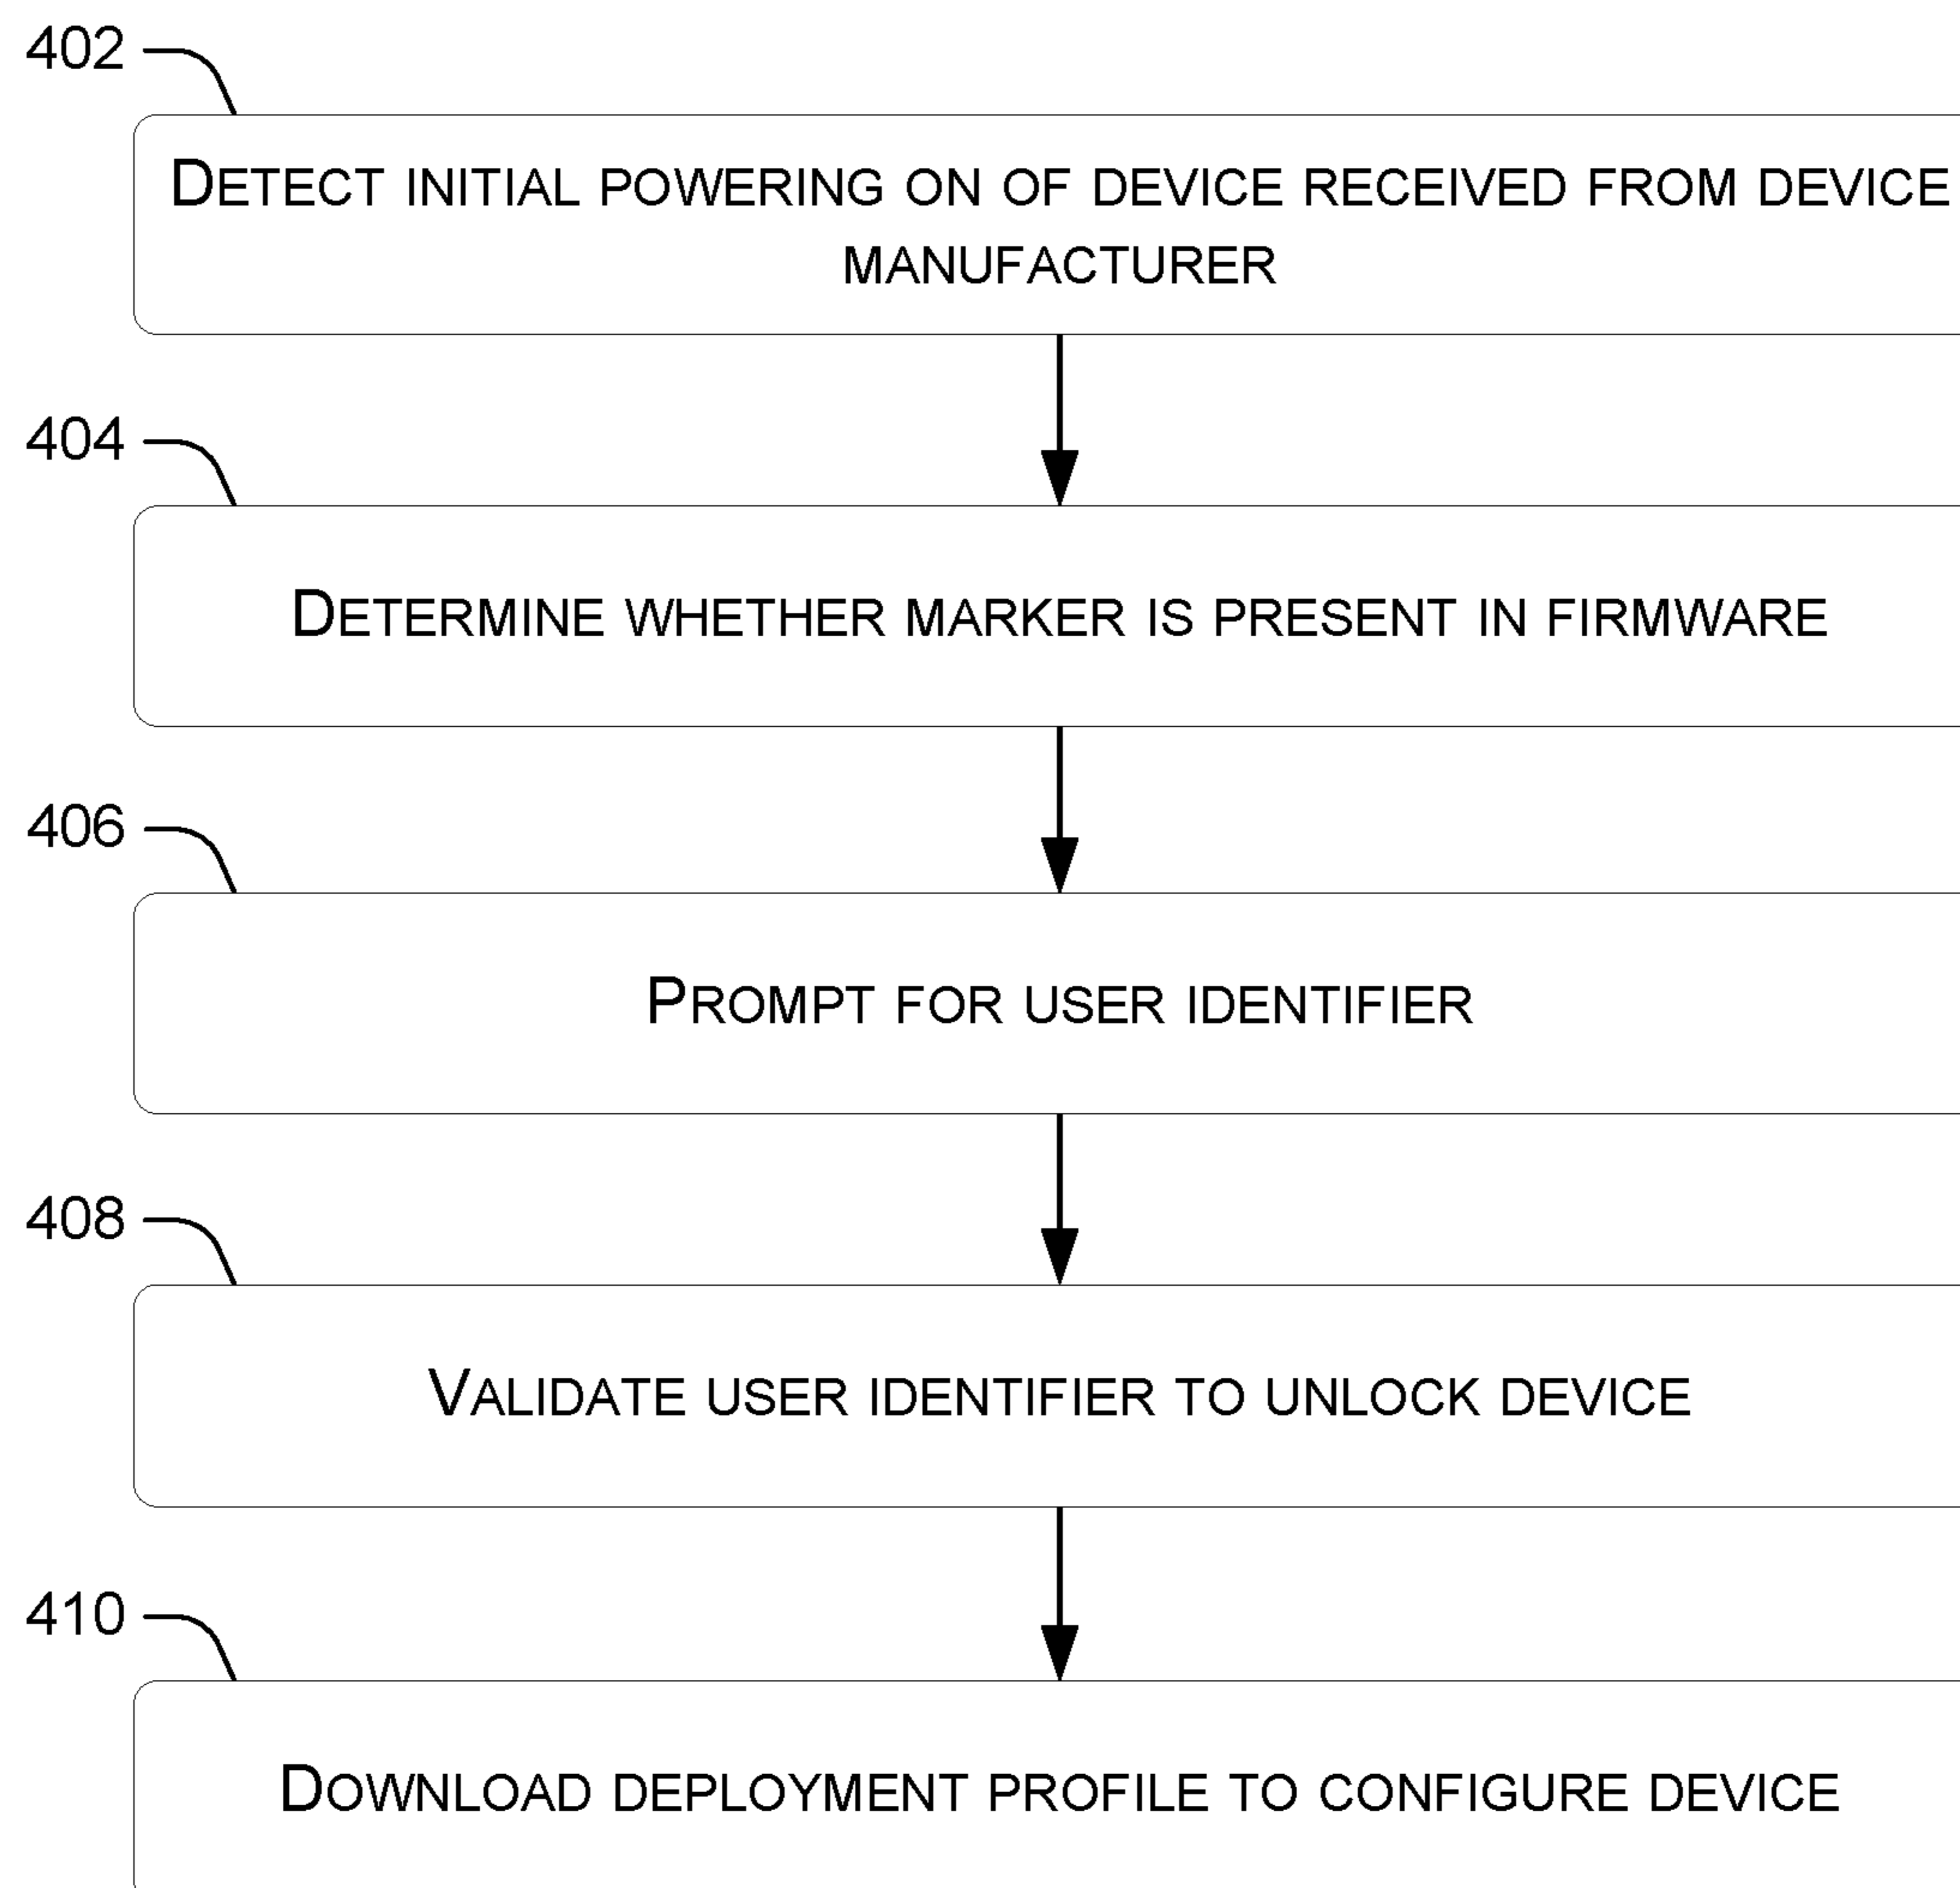 402
DETECT INITIAL POWERING ON OF DEVICE RECEIVED FROM DEVICE
MANUFACTURER
404
DETERMINE WHETHER MARKER IS PRESENT IN FIRMWARE
406
PROMPT FOR USER IDENTIFIER
408
VALIDATE USER IDENTIFIER TO UNLOCK DEVICE
410
DOWNLOAD DEPLOYMENT PROFILE TO CONFIGURE DEVICE